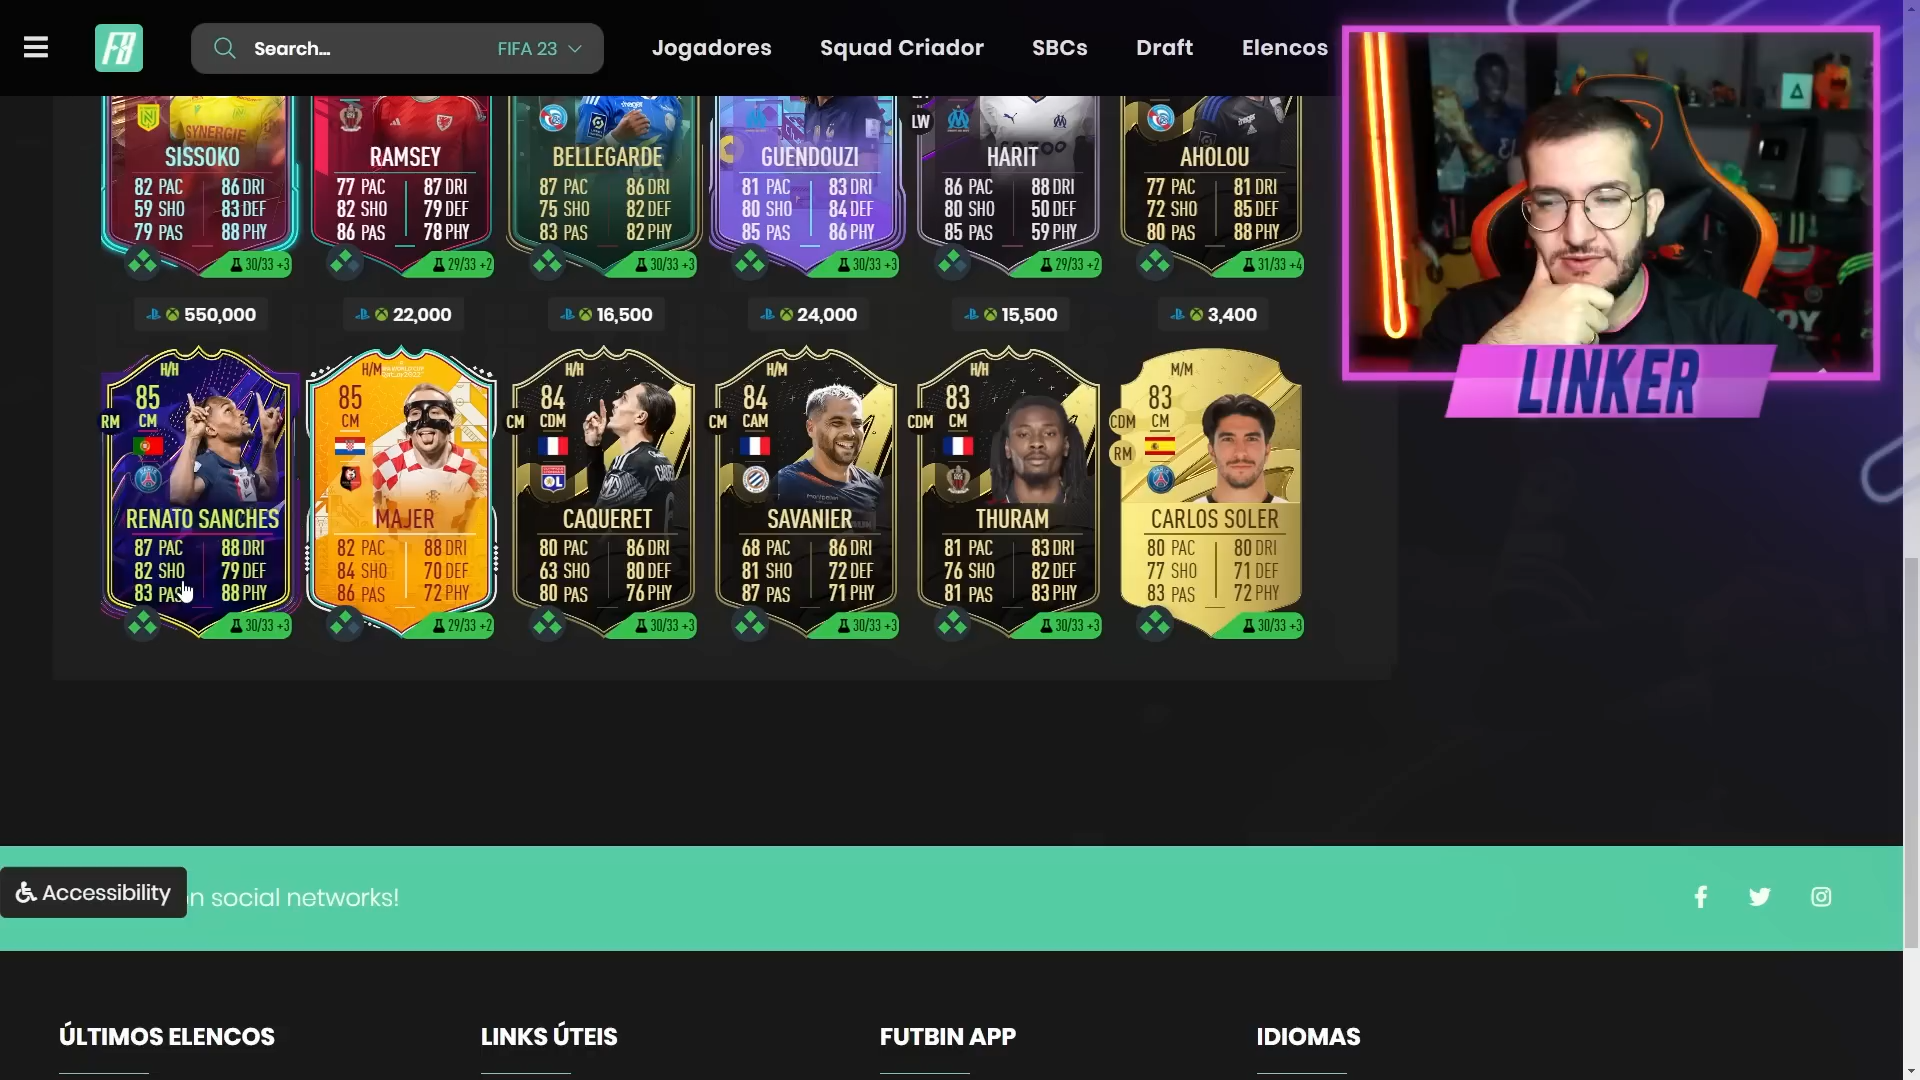 F8 Search... FIFA 23 Jogadores Squad Criador SBCs Draft Elencos
SYNERGIE LW
SISSOKO RAMSEY BELLEGARDE GUENDOUZI HARIT AHOLOU
82 PAC 86 DRI 77 PAC 87 DRI 87 PAC 86 DRI 81 PAC 83 DRI 86 PAC 88 DRI 77 PAC 81 DRI
59 SHO 83 DEF 82 SHO 79 DEF 75 SHO 82 DEF 80 SHO 84 DEF 80 SHO 50 DEF 72 SHO 85 DEF
79 PAS 88 PHY 86 PAS 78 PHY 83 PAS 82 PHY 85 PAS 86 PHY 85 PAS 59 PHY 80 PAS 88 PHY
30/33 +3 29/33 +2 30/33 +3 30/33 +3 29/33 +2 31/33 +4
550,000 22,000 16,500 24,000 15,500 3,400
LINKER
H/H H/M H/H H/M H/H M/M
85 85 84 84 83 83
RM CM CM CM CDM CM CAM CDM CM CDM CM
RM
RENATO SANCHES MAJER CAQUERET SAVANIER THURAM CARLOS SOLER
87 PAC 88 DRI 82 PAC 88 DRI 80 PAC 86 DRI 68 PAC 86 DRI 81 PAC 83 DRI 80 PAC 80 DRI
82 SHO 79 DEF 84 SHO 70 DEF 63 SHO 80 DEF 81 SHO 72 DEF 76 SHO 82 DEF 77 SHO 71 DEF
83 PAS 88 PHY 86 PAS 72 PHY 80 PAS 76 PHY 87 PAS 71 PHY 81 PAS 83 PHY 83 PAS 72 PHY
30/33 +3 29/33 +2 30/33 +3 30/33 +3 30/33 +3 30/33 +3
Accessibility
n social networks!
ÚLTIMOS ELENCOS LINKS ÚTEIS FUTBIN APP IDIOMAS